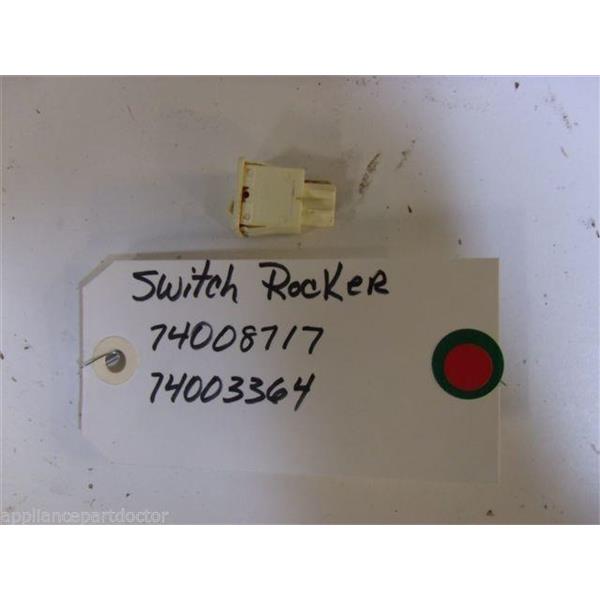 Switch Rocker
74008717
74003364
appliancepartdoctor